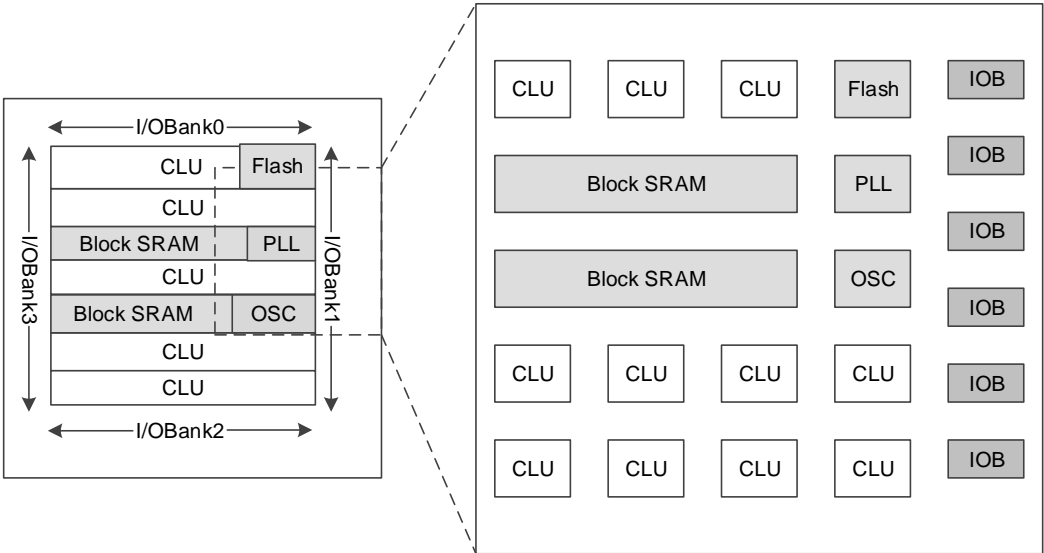 I/OBank0
CLU Flash
CLU
Block SRAM PLL
CLU
Block SRAM OSC
CLU
CLU
I/OBank2
I/OBank3
I/OBank1
CLU CLU CLU Flash IOB
IOB
Block SRAM PLL
IOB
Block SRAM OSC
IOB
CLU CLU CLU CLU IOB
CLU CLU CLU CLU IOB